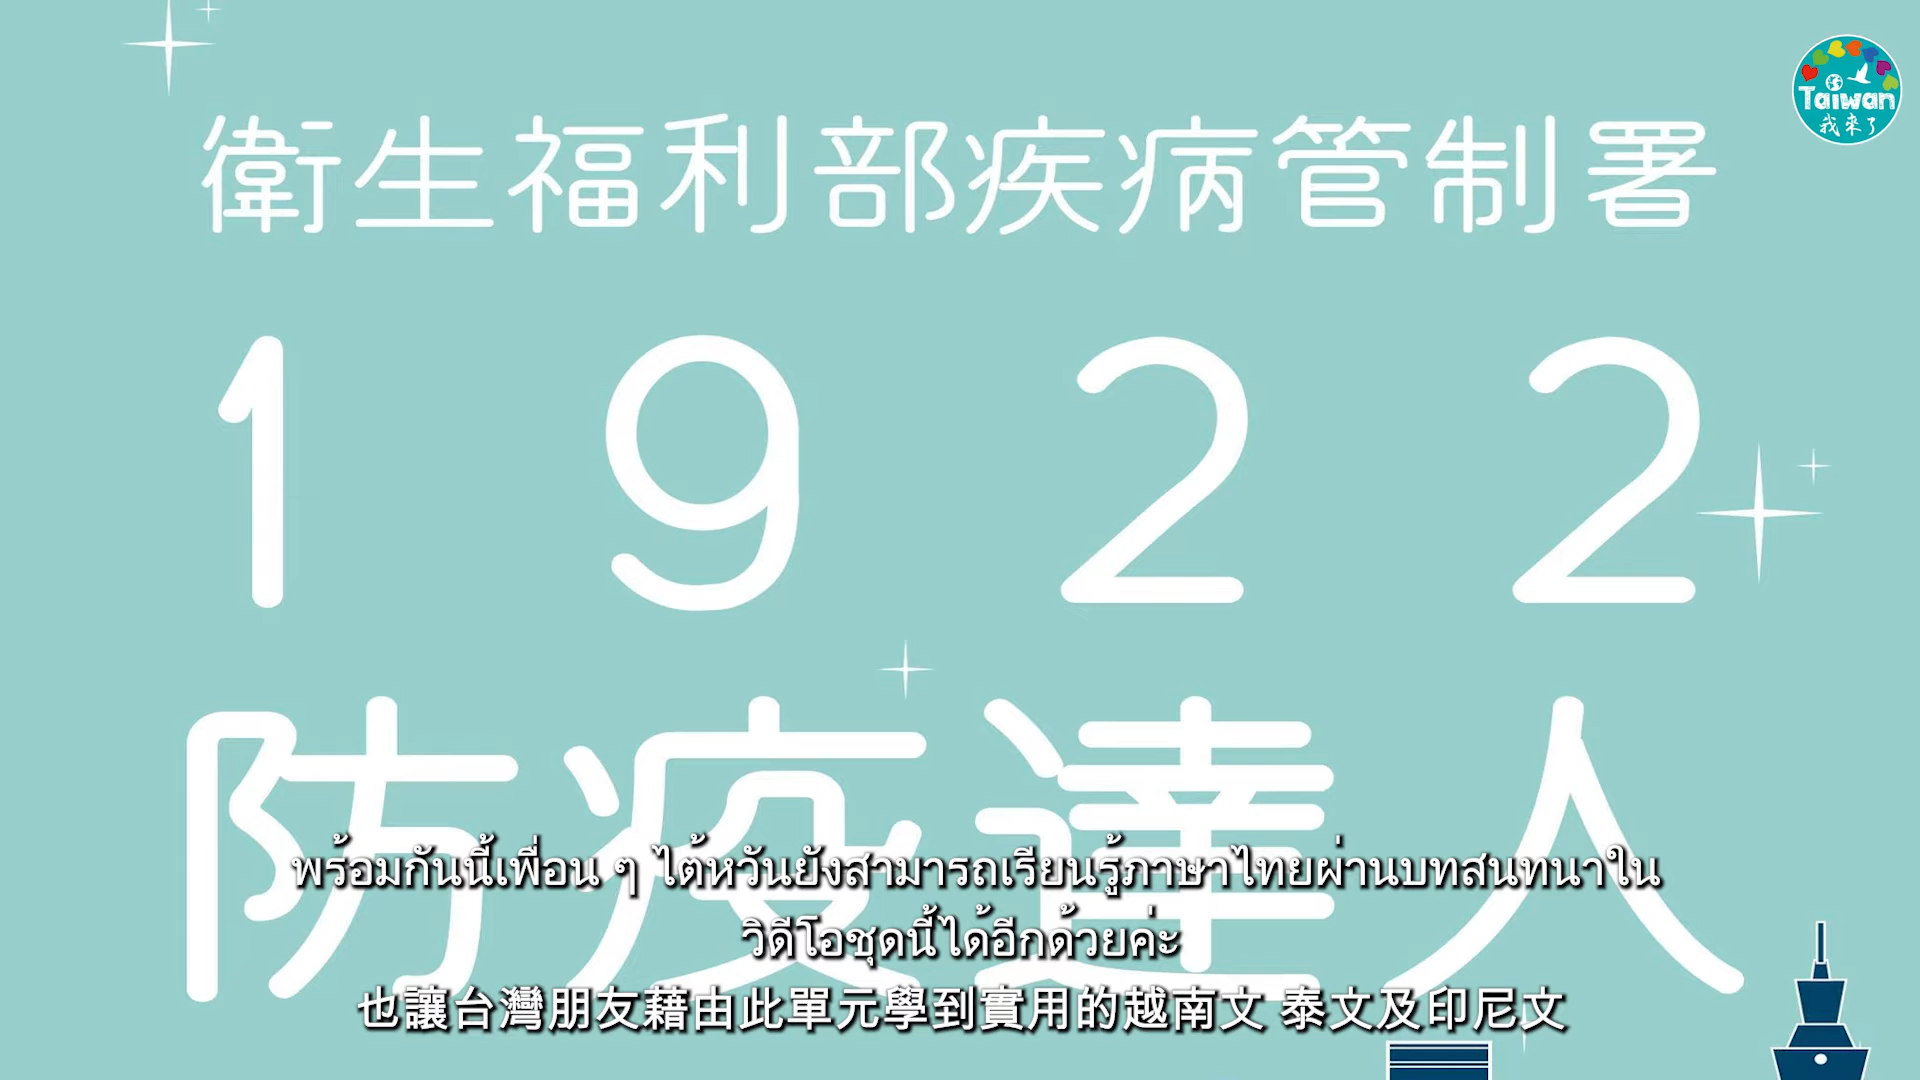 Taiwan
我來了
衛生福利部疾病管制署
1922
防疫達人
พร้อมกันนี้เพื่อน ๆ ไต้หวันยังสามารถเรียนรู้ภาษาไทยผ่านบทสนทนาใน
วิดีโอชุดนี้ได้อีกด้วยค่ะ
也讓台灣朋友藉由此單元學到實用的越南文 泰文及印尼文